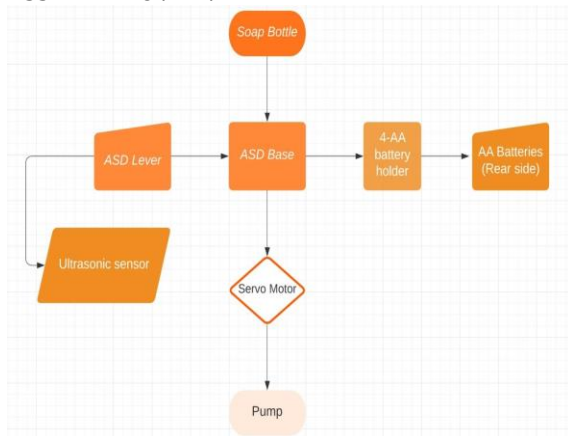 Soap Bottle
ASD Lever
ASD Base
4-AA
battery
holder
AA Batteries
(Rear side)
Ultrasonic sensor
Servo Motor
Pump